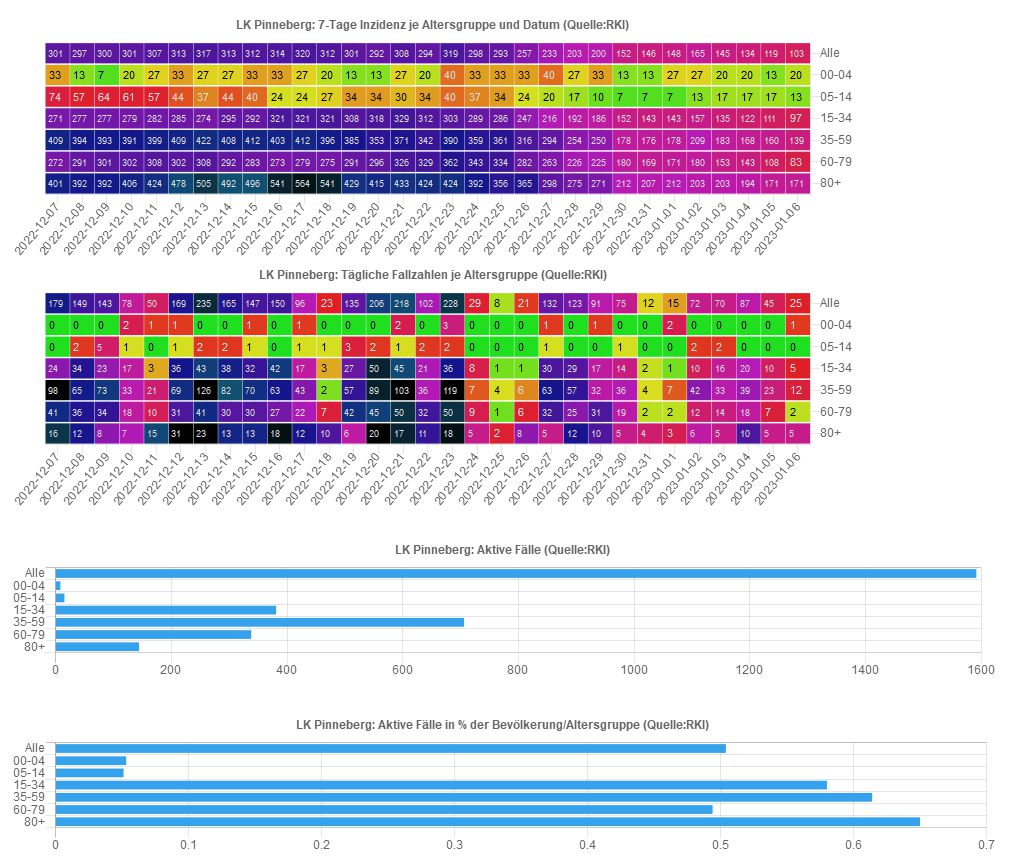 LK Pinneberg: 7-Tage Inzidenz je Altersgruppe und Datum (Quelle:RKI)
301 297 300 301 307 313 317 313 312 314 320 312 301 292 308 294 319 298 293 257 233 203 200 152 146 148 165 145 134 119 103 Alle
33 13 7 20 27 33 27 27 33 33 27 20 13 13 27 20 40 33 33 33 40 27 33 13 13 27 27 20 20 13 20 00-04
74 57 64 61 57 44 37 44 40 24 24 27 34 34 30 34 40 37 34 24 20 17 10 7 7 7 13 17 17 17 13 05-14
271 277 277 279 282 285 274 295 292 321 321 321 308 318 329 312 303 289 286 247 216 192 186 152 143 143 157 135 122 111 97 15-34
409 394 393 391 391 409 422 408 412 403 412 396 385 353 371 342 390 359 361 316 294 254 250 178 176 178 209 183 168 160 139 35-59
272 291 301 302 308 302 308 292 283 273 279 275 291 296 326 329 362 343 334 282 263 226 225 180 169 171 180 153 143 108 83 60-79
401 392 392 406 424 478 505 492 496 541 564 541 429 415 433 424 424 392 356 365 298 275 271 212 207 212 203 203 194 171 171 80+
2022-12-07 2022-12-08 2022-12-09 2022-12-10 2022-12-11 2022-12-12 2022-12-13 2022-12-14 2022-12-15 2022-12-16 2022-12-17 2022-12-18 2022-12-19 2022-12-20 2022-12-21 2022-12-22 2022-12-23 2022-12-24 2022-12-25 2022-12-26 2022-12-27 2022-12-28 2022-12-29 2022-12-30 2022-12-31 2023-01-01 2023-01-02 2023-01-03 2023-01-04 2023-01-05 2023-01-06
LK Pinneberg: Tägliche Fallzahlen je Altersgruppe (Quelle:RKI)
179 149 143 78 50 169 235 165 147 150 96 23 135 206 218 102 228 29 8 21 132 123 91 75 12 15 72 70 87 45 25 Alle
0 0 0 2 1 1 0 0 1 0 1 0 0 0 2 0 3 0 0 0 1 0 1 0 0 2 0 0 0 0 1 00-04
0 2 5 1 0 1 2 2 1 0 1 1 3 2 1 2 2 0 0 0 1 0 0 1 0 0 2 2 0 0 0 05-14
24 34 23 17 3 36 43 38 32 42 17 3 27 50 45 21 36 8 1 1 30 29 17 14 2 1 10 16 20 10 5 15-34
98 65 73 33 21 69 126 82 70 63 43 2 57 89 103 36 119 7 4 6 63 57 32 36 4 7 42 33 39 23 12 35-59
41 36 34 18 10 31 41 30 30 27 22 7 42 45 50 32 50 9 1 6 32 25 31 19 2 2 12 14 18 7 2 60-79
16 12 8 7 15 31 23 13 13 18 12 10 6 20 17 11 18 5 2 8 5 12 10 5 4 3 6 5 10 5 5 80+
2022-12-07 2022-12-08 2022-12-09 2022-12-10 2022-12-11 2022-12-12 2022-12-13 2022-12-14 2022-12-15 2022-12-16 2022-12-17 2022-12-18 2022-12-19 2022-12-20 2022-12-21 2022-12-22 2022-12-23 2022-12-24 2022-12-25 2022-12-26 2022-12-27 2022-12-28 2022-12-29 2022-12-30 2022-12-31 2023-01-01 2023-01-02 2023-01-03 2023-01-04 2023-01-05 2023-01-06
LK Pinneberg: Aktive Fälle (Quelle:RKI)
Alle
00-04
05-14
15-34
35-59
60-79
80+
0 200 400 600 800 1000 1200 1400 1600
LK Pinneberg: Aktive Fälle in % der Bevölkerung/Altersgruppe (Quelle:RKI)
Alle
00-04
05-14
15-34
35-59
60-79
80+
0 0.1 0.2 0.3 0.4 0.5 0.6 0.7